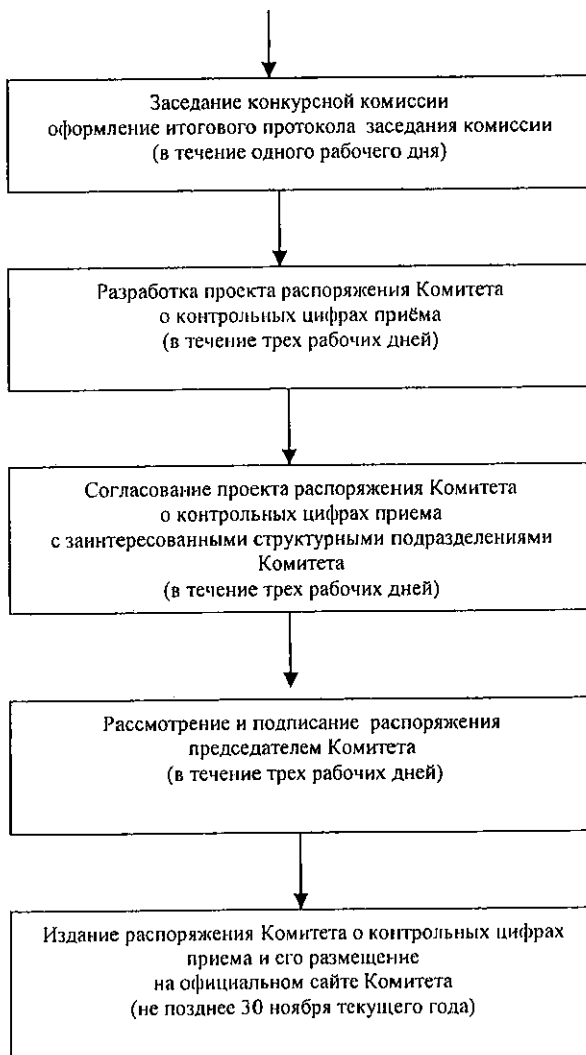 Заседание конкурсной комиссии
оформление итогового протокола заседания комиссии
(в течение одного рабочего дня)
Разработка проекта распоряжения Комитета
о контрольных цифрах приёма
(в течение трех рабочих дней)
Согласование проекта распоряжения Комитета
о контрольных цифрах приема
с заинтересованными структурными подразделениями
Комитета
(в течение трех рабочих дней)
Рассмотрение и подписание распоряжения
председателем Комитета
(в течение трех рабочих дней)
Издание распоряжения Комитета о контрольных цифрах
приема и его размещение
на официальном сайте Комитета
(не позднее 30 ноября текущего года)